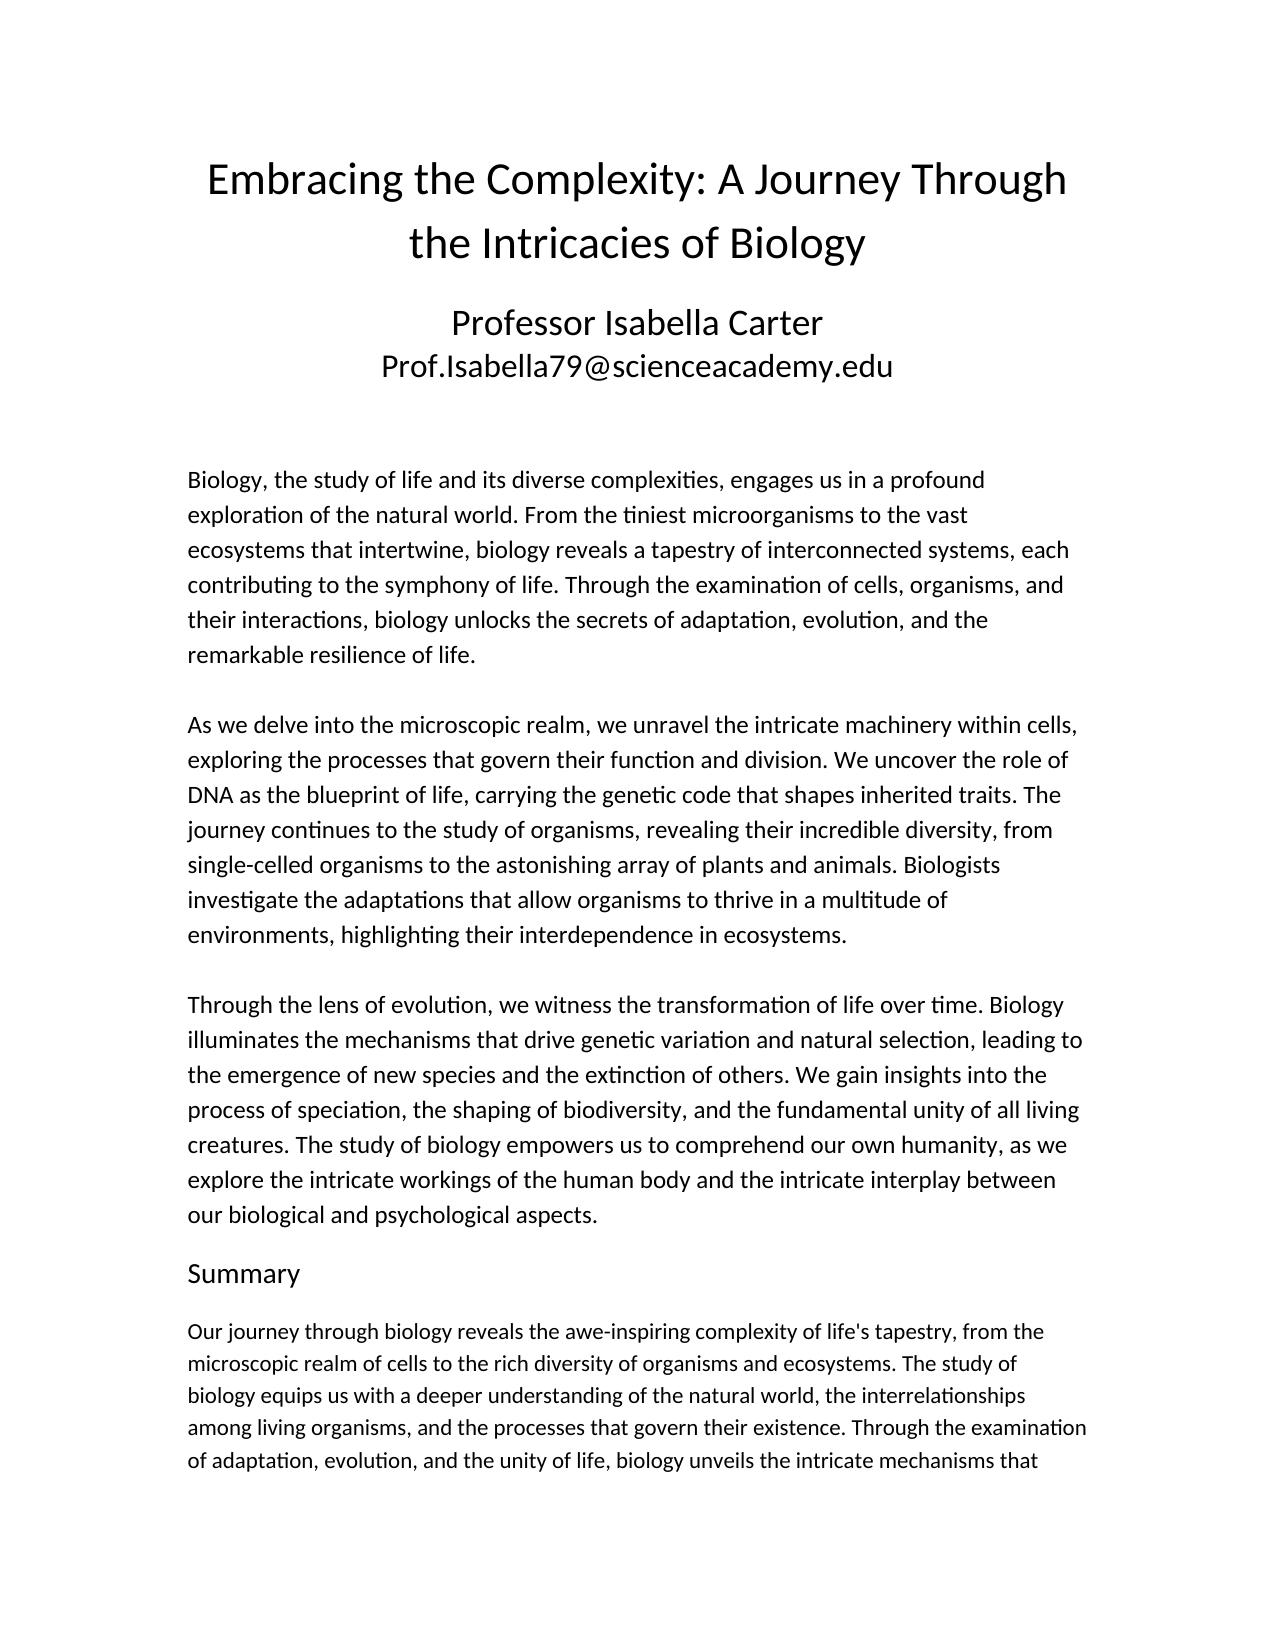 Embracing the Complexity: A Journey Through
the Intricacies of Biology
Professor Isabella Carter
Prof.Isabella79@scienceacademy.edu
Biology, the study of life and its diverse complexities, engages us in a profound
exploration of the natural world. From the tiniest microorganisms to the vast
ecosystems that intertwine, biology reveals a tapestry of interconnected systems, each
contributing to the symphony of life. Through the examination of cells, organisms, and
their interactions, biology unlocks the secrets of adaptation, evolution, and the
remarkable resilience of life.
As we delve into the microscopic realm, we unravel the intricate machinery within cells,
exploring the processes that govern their function and division. We uncover the role of
DNA as the blueprint of life, carrying the genetic code that shapes inherited traits. The
journey continues to the study of organisms, revealing their incredible diversity, from
single-celled organisms to the astonishing array of plants and animals. Biologists
investigate the adaptations that allow organisms to thrive in a multitude of
environments, highlighting their interdependence in ecosystems.
Through the lens of evolution, we witness the transformation of life over time. Biology
illuminates the mechanisms that drive genetic variation and natural selection, leading to
the emergence of new species and the extinction of others. We gain insights into the
process of speciation, the shaping of biodiversity, and the fundamental unity of all living
creatures. The study of biology empowers us to comprehend our own humanity, as we
explore the intricate workings of the human body and the intricate interplay between
our biological and psychological aspects.
Summary
Our journey through biology reveals the awe-inspiring complexity of life's tapestry, from the
microscopic realm of cells to the rich diversity of organisms and ecosystems. The study of
biology equips us with a deeper understanding of the natural world, the interrelationships
among living organisms, and the processes that govern their existence. Through the examination
of adaptation, evolution, and the unity of life, biology unveils the intricate mechanisms that